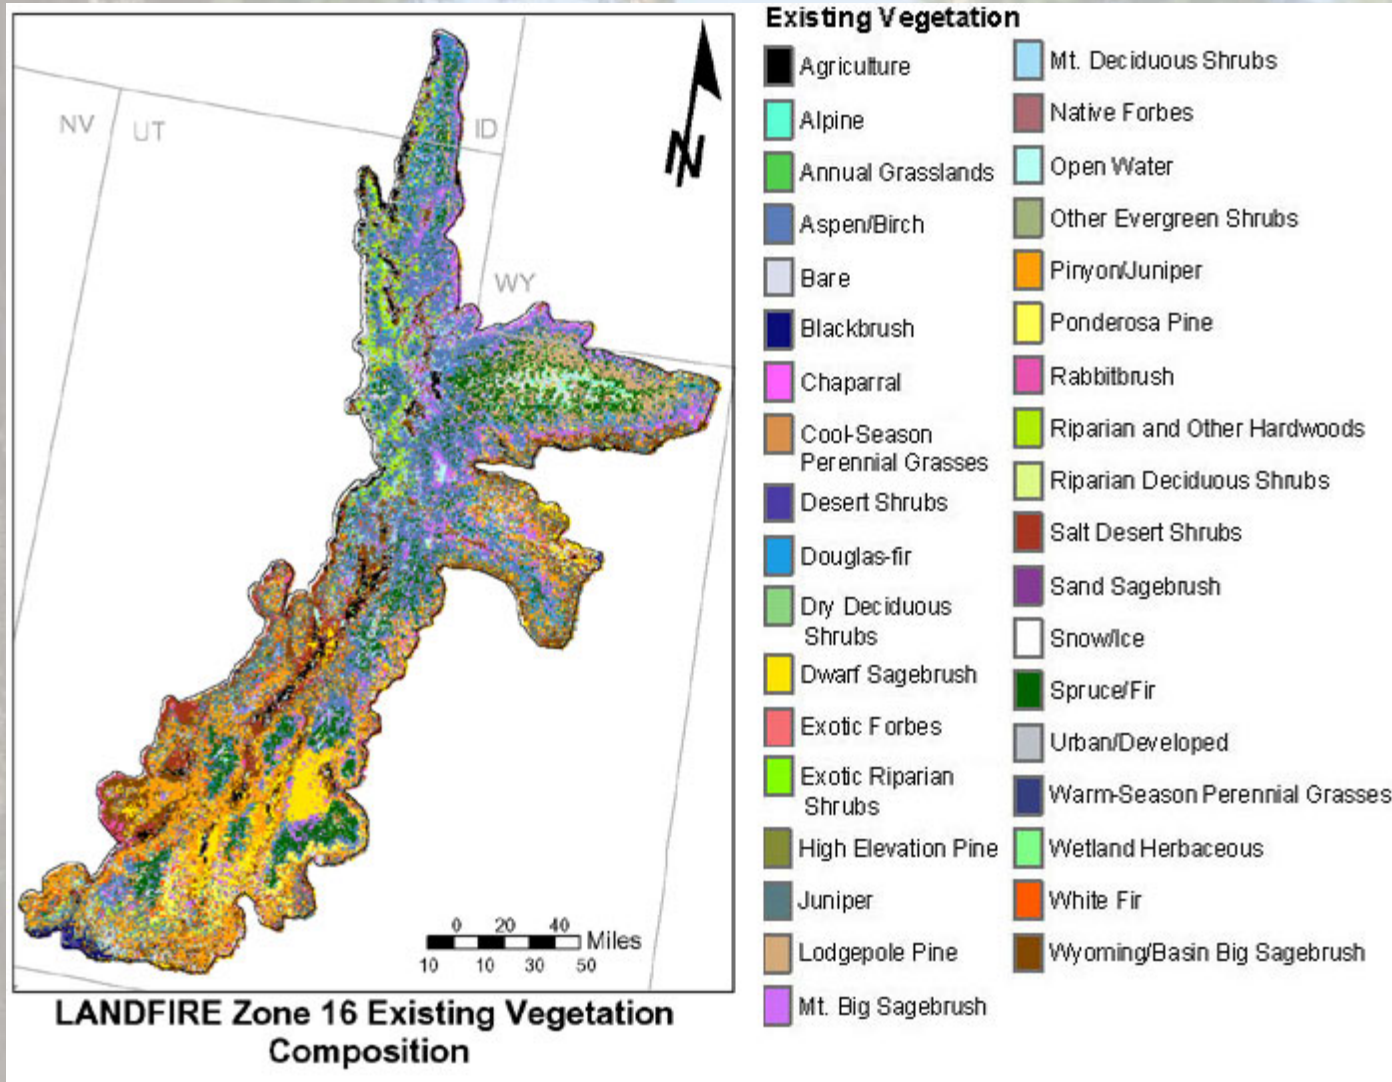 Existing Vegetation
NV
UT
ID
WY
N
0 20 40
Miles
10 10 30 50
LANDFIRE Zone 16 Existing Vegetation
Composition
Agriculture
Alpine
Annual Grasslands
Aspen/Birch
Bare
Blackbrush
Chaparral
Cool-Season
Perennial Grasses
Desert Shrubs
Douglas-fir
Dry Deciduous
Shrubs
Dwarf Sagebrush
Exotic Forbes
Exotic Riparian
Shrubs
High Elevation Pine
Juniper
Lodgepole Pine
Mt. Big Sagebrush
Mt. Deciduous Shrubs
Native Forbes
Open Water
Other Evergreen Shrubs
Pinyon/Juniper
Ponderosa Pine
Rabbitbrush
Riparian and Other Hardwoods
Riparian Deciduous Shrubs
Salt Desert Shrubs
Sand Sagebrush
Snow/Ice
Spruce/Fir
Urban/Developed
Warm-Season Perennial Grasses
Wetland Herbaceous
White Fir
Wyoming/Basin Big Sagebrush